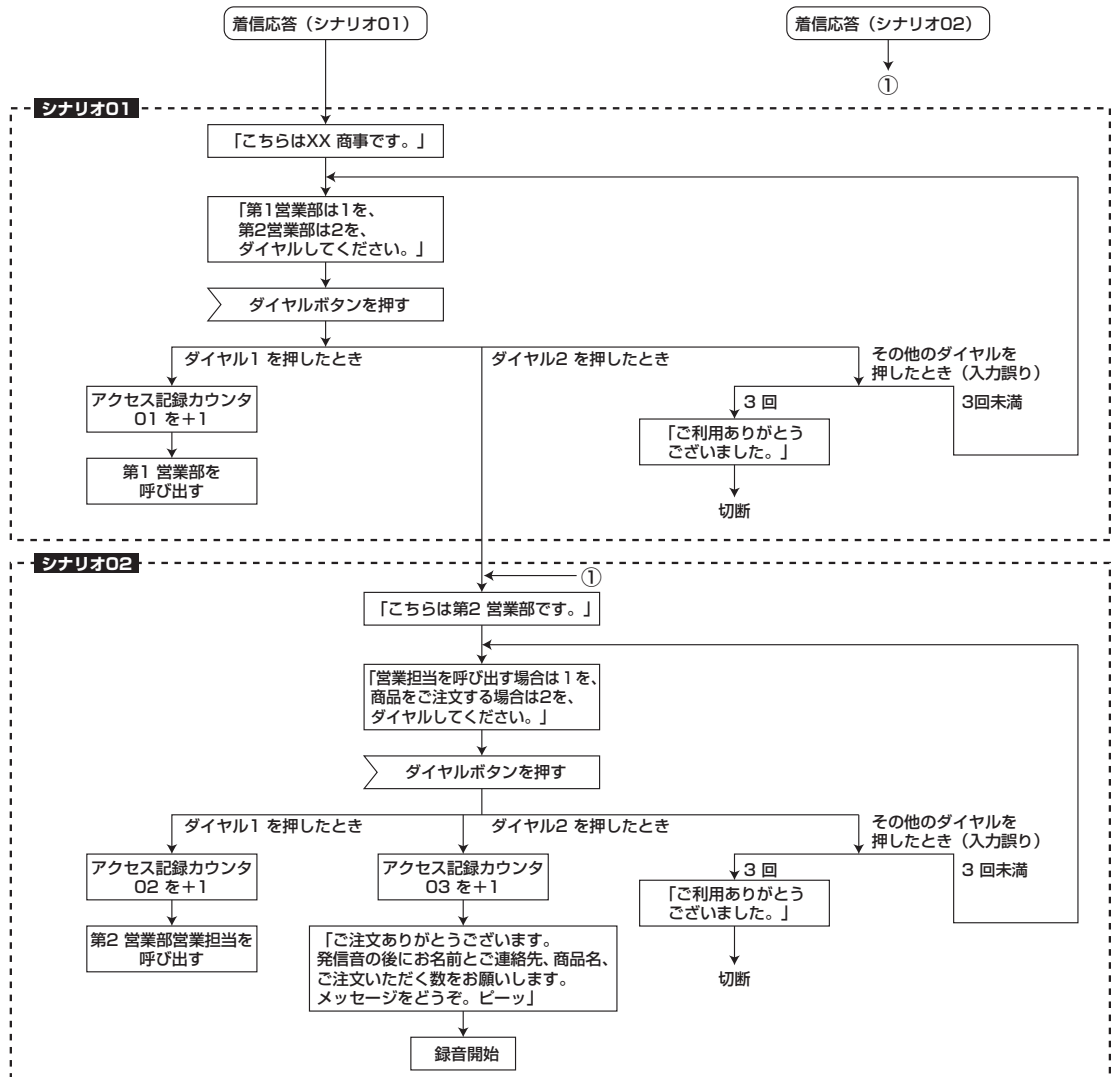 着信応答（シナリオ01）
着信応答（シナリオ02）
①
シナリオ01
「こちらはXX 商事です。」
「第1営業部は1を、
第2営業部は2を、
ダイヤルしてください。」
ダイヤルボタンを押す
ダイヤル1 を押したとき
ダイヤル2 を押したとき
その他のダイヤルを
押したとき（入力誤り）
アクセス記録カウンタ
01 を＋1
3 回
3回未満
「ご利用ありがとう
ございました。」
第1 営業部を
呼び出す
切断
シナリオ02
①
「こちらは第2 営業部です。」
「営業担当を呼び出す場合は１を、
商品をご注文する場合は2を、
ダイヤルしてください。」
ダイヤルボタンを押す
ダイヤル1 を押したとき
ダイヤル2 を押したとき
その他のダイヤルを
押したとき（入力誤り）
アクセス記録カウンタ
02 を＋1
アクセス記録カウンタ
03 を＋1
3 回
3 回未満
「ご利用ありがとう
ございました。」
第2 営業部営業担当を
呼び出す
「ご注文ありがとうございます。
発信音の後にお名前とご連絡先、商品名、
ご注文いただく数をお願いします。
メッセージをどうぞ。ピーッ」
切断
録音開始